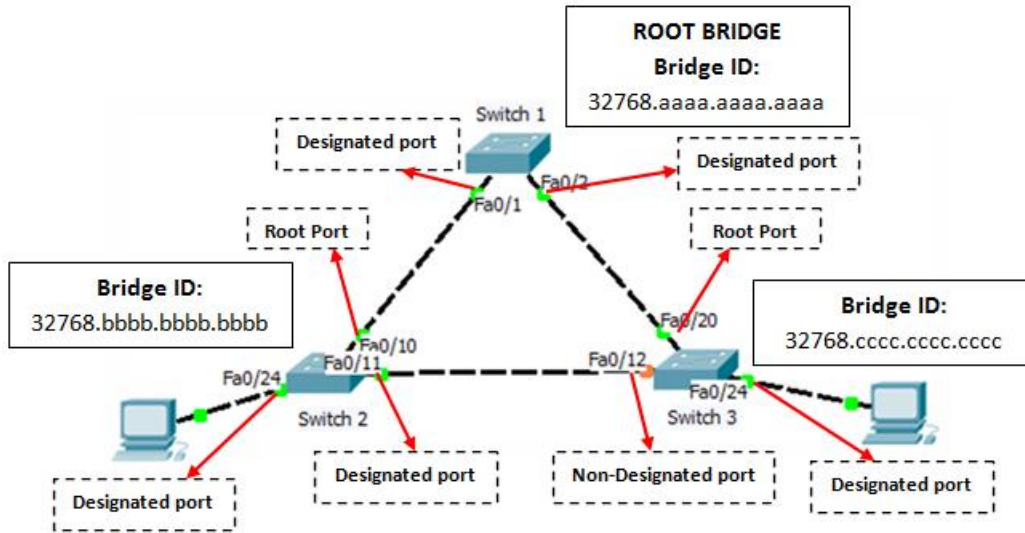 ROOT BRIDGE
Bridge ID:
32768.aaaa.aaaa.aaaa
Switch 1
Designated port
Designated port
Fa0/2
Fa0/1
Root Port
Root Port
Bridge ID:
32768.bbbb.bbbb.bbbb
Bridge ID:
32768.cccc.cccc.cccc
Fa0/20
Fa0/10
Fa0/11
Fa0/12
Fa0/24
Fa0/24
Switch 2
Switch 3
Designated port
Designated port
Non-Designated port
Designated port